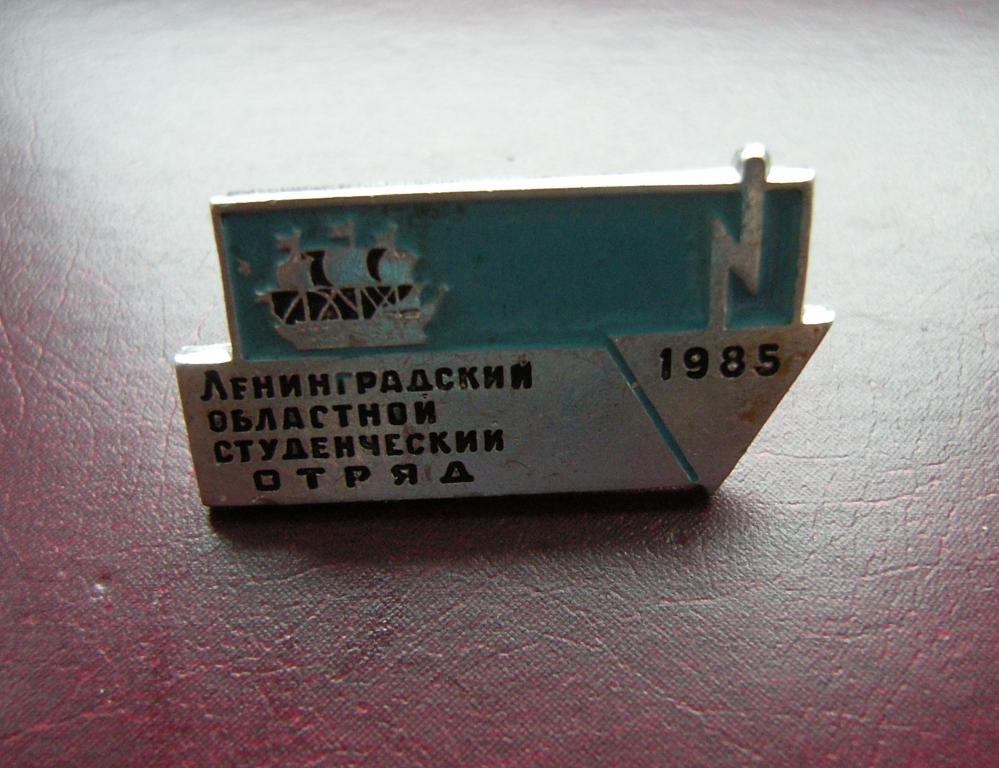 ЛЕНИНГРАДСКИЙ
ОБЛАСТНОЙ
СТУДЕНЧЕСКИЙ
ОТРЯД
1985